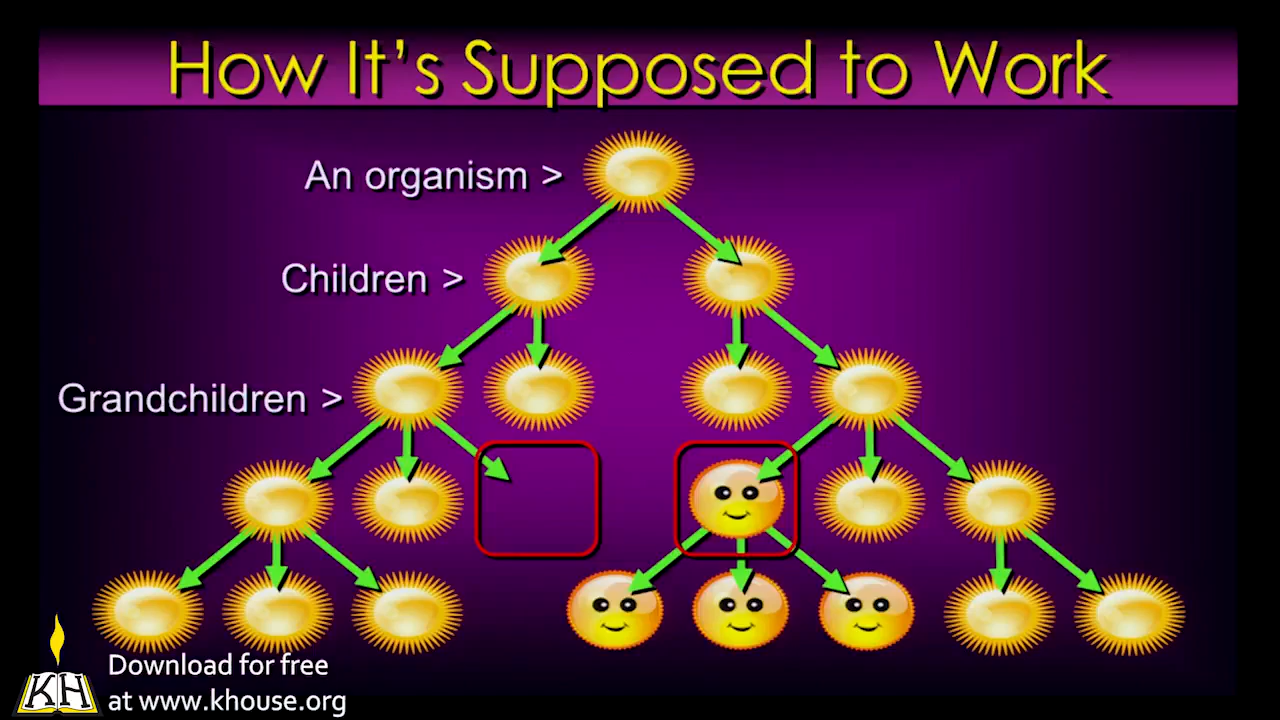 How It's Supposed to Work
An organism >
Children >
Grandchildren >
KH
Download for free
at www.khouse.org